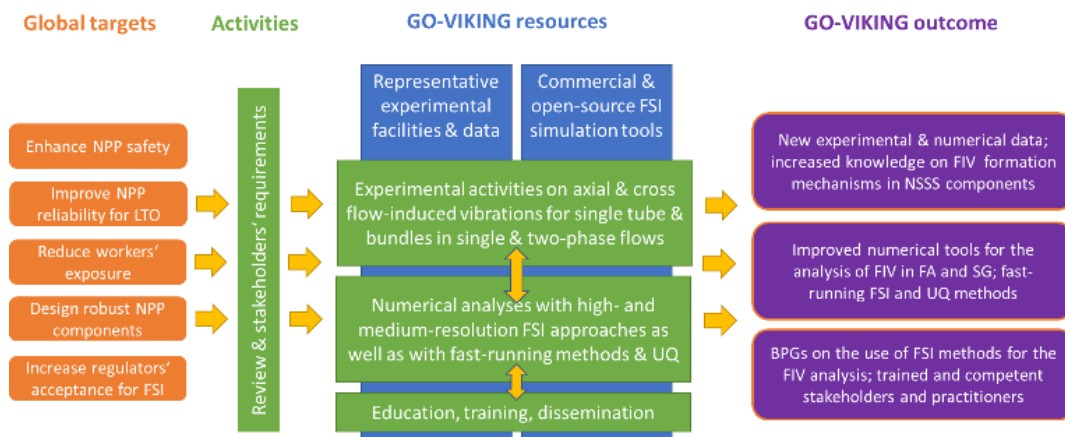 Global targets
Activities
GO-VIKING resources
GO-VIKING outcome
Enhance NPP safety
Improve NPP
reliability for LTO
Reduce workers‘
exposure
Design robust NPP
components
Increase regulators‘
acceptance for FSI
Review & stakeholders‘ requirements
Representative
experimental
facilities & data
Commercial &
open-source FSI
simulation tools
Experimental activities on axial & cross
flow-induced vibrations for single tube &
bundles in single & two-phase flows
Numerical analyses with high- and
medium-resolution FSI approaches as
well as with fast-running methods & UQ
Education, training, dissemination
New experimental & numerical data;
increased knowledge on FIV formation
mechanisms in NSSS components
Improved numerical tools for the
analysis of FIV in FA and SG; fast-
running FSI and UQ methods
BPGs on the use of FSI methods for the
FIV analysis; trained and competent
stakeholders and practitioners